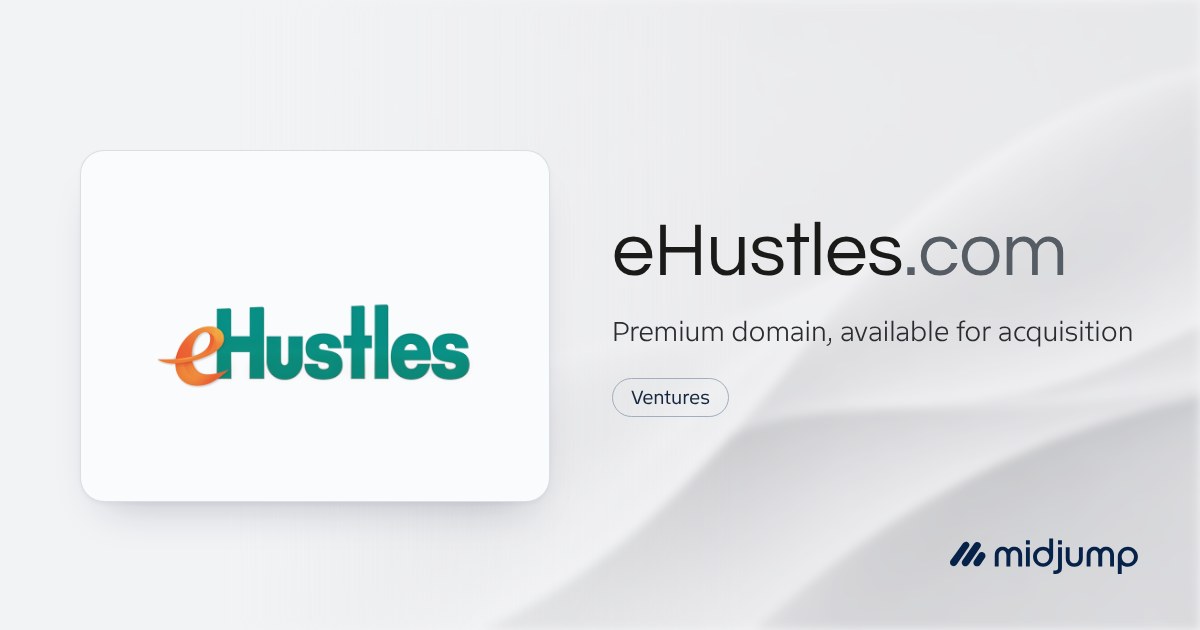 eHustles
eHustles.com
Premium domain, available for acquisition
Ventures
midjump